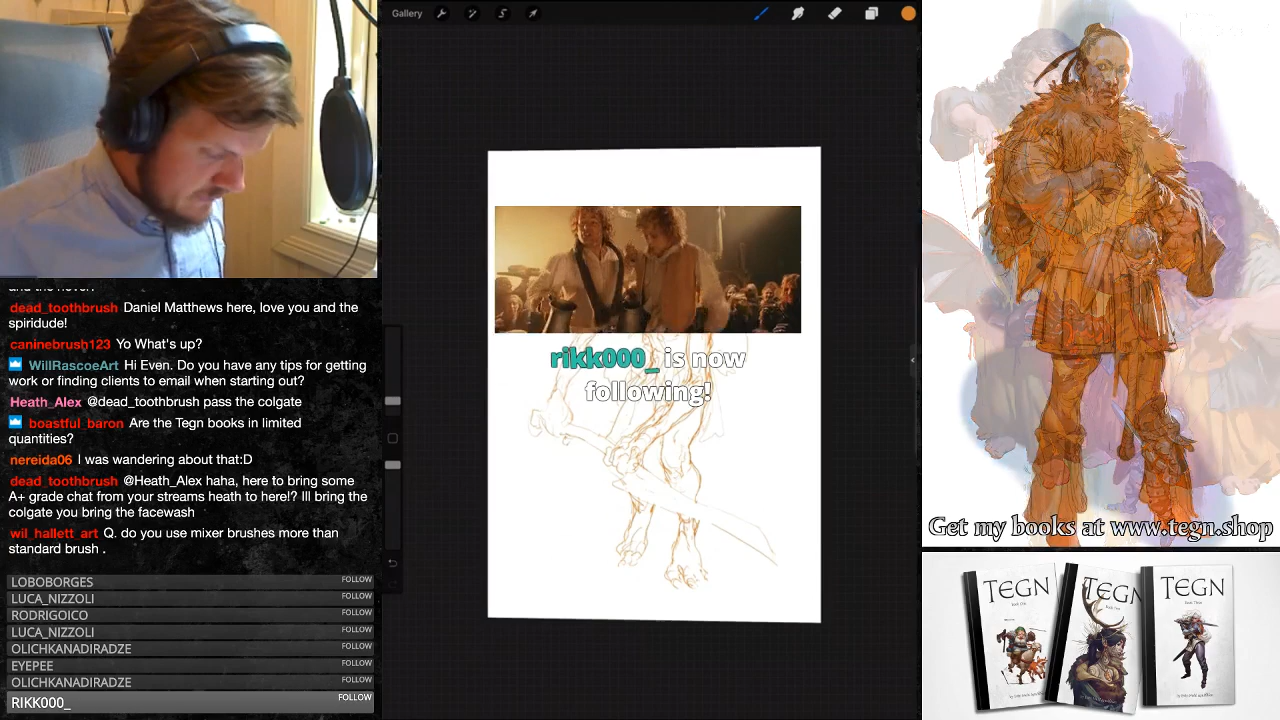 Gallery
and the novel!
dead_toothbrush Daniel Matthews here, love you and the
spiridude!
caninebrush123 Yo What's up?
WillRascoeArt Hi Even. Do you have any tips for getting
work or finding clients to email when starting out?
Heath_Alex @dead_toothbrush pass the colgate
boastful_baron Are the Tegn books in limited
quantities?
nereida06 I was wandering about that:D
dead_toothbrush @Heath_Alex haha, here to bring some
A+ grade chat from your streams heath to here!? Ill bring the
colgate you bring the facewash
wil_hallett_art Q. do you use mixer brushes more than
standard brush .
LOBOBORGES FOLLOW
LUCA_NIZZOLI FOLLOW
RODRIGOICO FOLLOW
LUCA_NIZZOLI FOLLOW
OLICHKANADIRADZE FOLLOW
EYEPEE FOLLOW
OLICHKANADIRADZE FOLLOW
RIKK000_ FOLLOW
rikk000_ is now
following!
Get my books at www.tegn.shop
TEGN
TEGN
TEGN